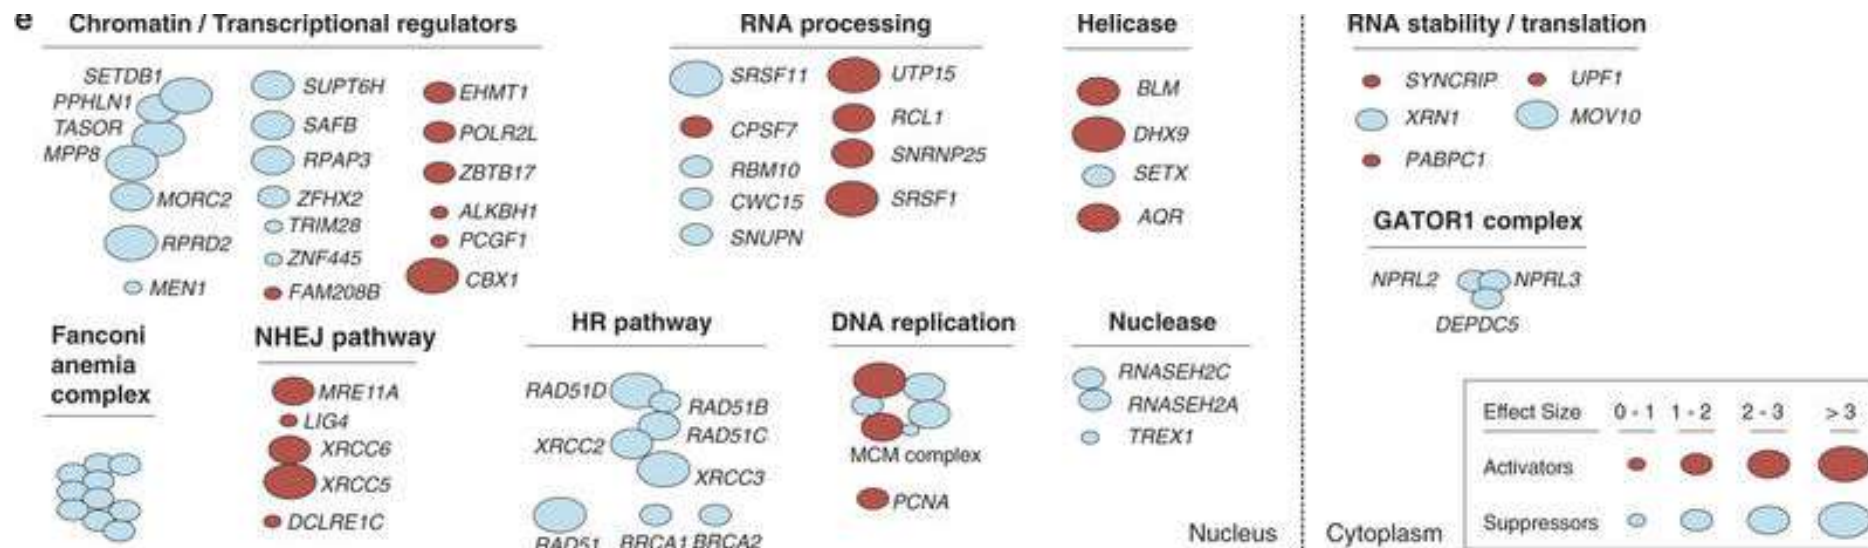 e
Chromatin / Transcriptional regulators
SETDB1
PPHLN1
TASOR
MPP8
MORC2
RPRD2
MEN1
SUPT6H
SAFB
RPAP3
ZFHX2
TRIM28
ZNF445
FAM208B
EHMT1
POLR2L
ZBTB17
ALKBH1
PCGF1
CBX1
RNA processing
SRSF11
CPSF7
RBM10
CWC15
SNUPN
UTP15
RCL1
SNRNP25
SRSF1
Helicase
BLM
DHX9
SETX
AQR
RNA stability / translation
SYNCRIP
UPF1
XRN1
MOV10
PABPC1
GATOR1 complex
NPRL2
NPRL3
DEPDC5
Fanconi
anemia
complex
NHEJ pathway
MRE11A
LIG4
XRCC6
XRCC5
DCLRE1C
HR pathway
RAD51D
RAD51B
RAD51C
XRCC2
XRCC3
RAD51
BRCA1
BRCA2
DNA replication
MCM complex
PCNA
Nuclease
RNASEH2C
RNASEH2A
TREX1
Nucleus
Cytoplasm
Effect Size 0 - 1 1 - 2 2 - 3 > 3
Activators
Suppressors